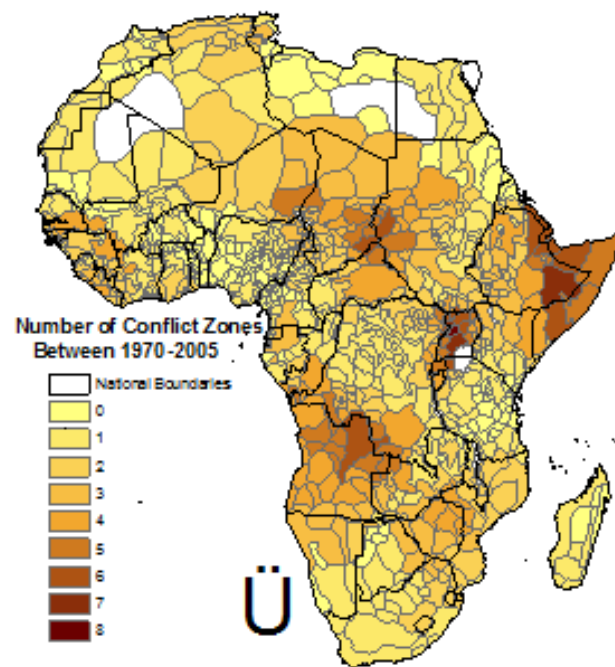 Number of Conflict Zones
Between 1970-2005
National Boundaries
0
1
2
3
4
5
6
7
8
Ü